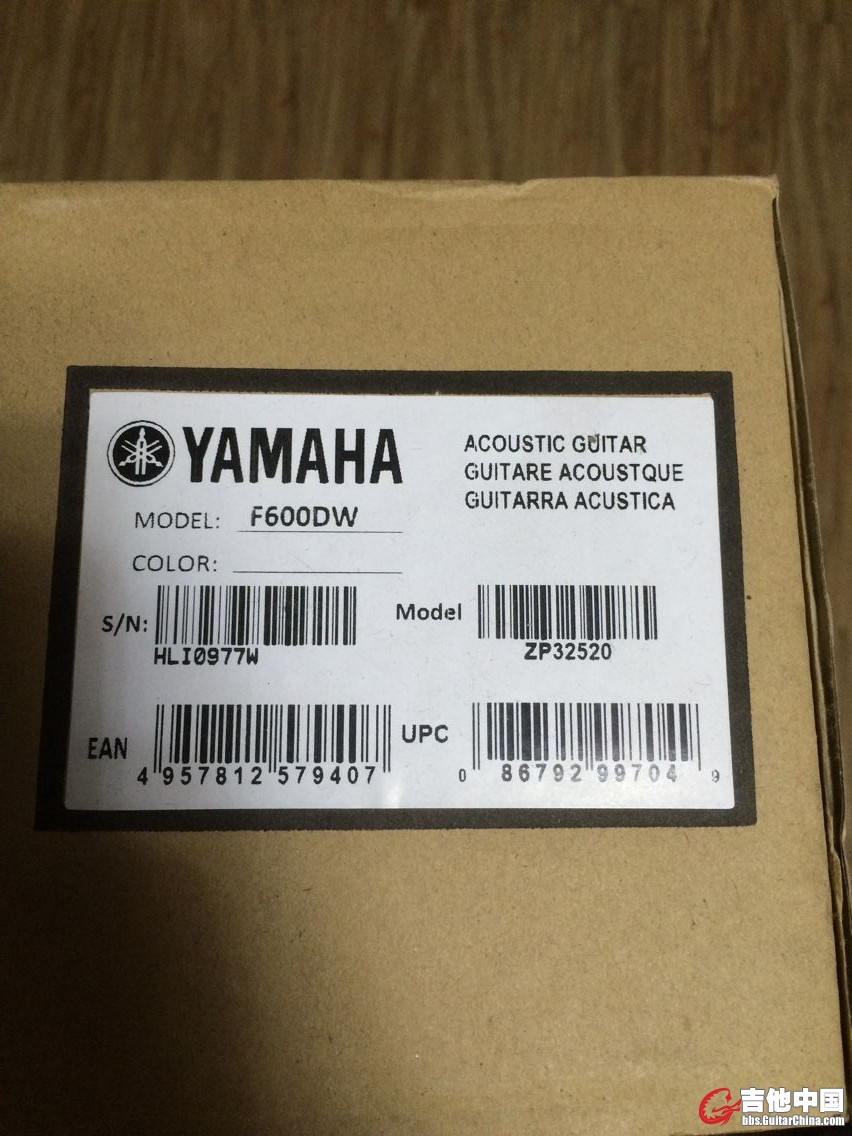 YAMAHA
ACOUSTIC GUITAR
GUITARE ACOUSTQUE
GUITARRA ACUSTICA
MODEL: F600DW
COLOR:
S/N:
HLI0977W
Model
ZP32520
EAN
4 957812 579407
UPC
0 86792 99704 9
吉他中国
bbs.GuitarChina.com